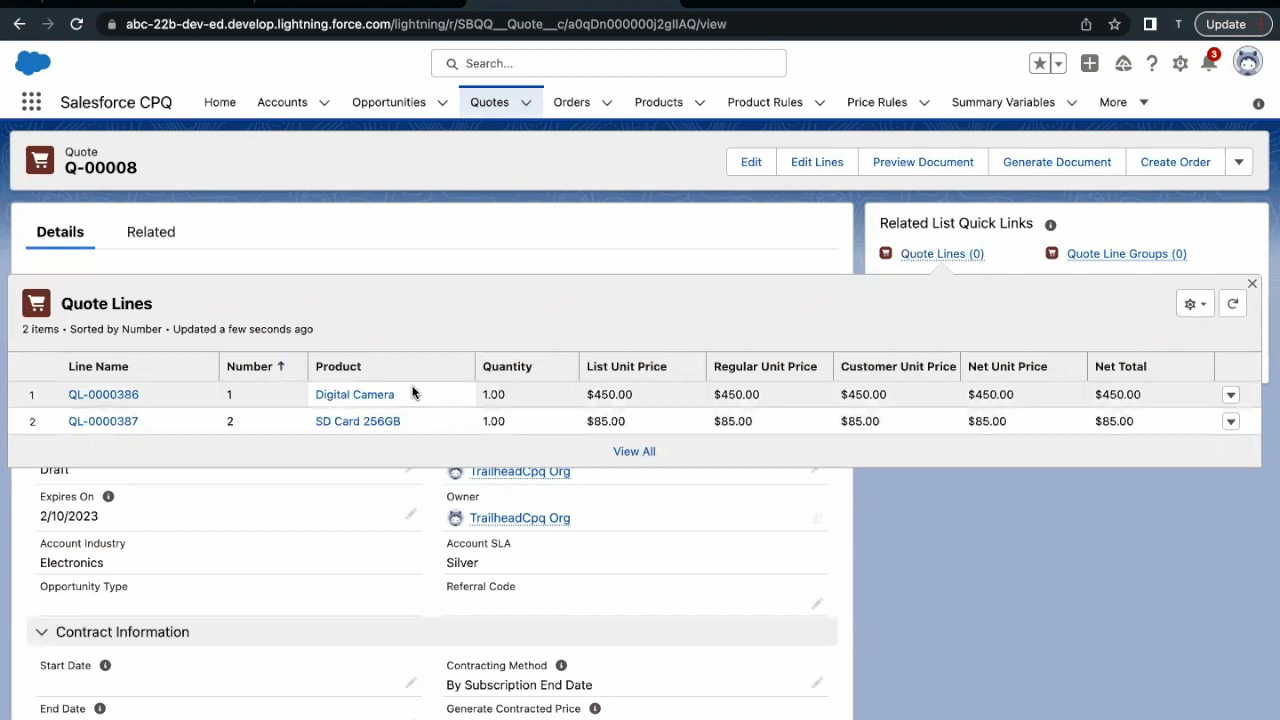 abc-22b-dev-ed.develop.lightning.force.com/lightning/r/SBQQ__Quote__c/a0qDn000000j2gIIAQ/view
T
Update
Search...
3
Salesforce CPQ
Home
Accounts
Opportunities
Quotes
Orders
Products
Product Rules
Price Rules
Summary Variables
More
Quote
Q-00008
Edit
Edit Lines
Preview Document
Generate Document
Create Order
Details
Related
Related List Quick Links
Quote Lines (0)
Quote Line Groups (0)
Quote Lines
2 items • Sorted by Number • Updated a few seconds ago
Line Name Number Product Quantity List Unit Price Regular Unit Price Customer Unit Price Net Unit Price Net Total
1 QL-0000386 1 Digital Camera 1.00 $450.00 $450.00 $450.00 $450.00 $450.00
2 QL-0000387 2 SD Card 256GB 1.00 $85.00 $85.00 $85.00 $85.00 $85.00
View All
Draft
TrailheadCpq Org
Expires On
2/10/2023
Owner
TrailheadCpq Org
Account Industry
Electronics
Account SLA
Silver
Opportunity Type
Referral Code
Contract Information
Start Date
Contracting Method
By Subscription End Date
End Date
Generate Contracted Price